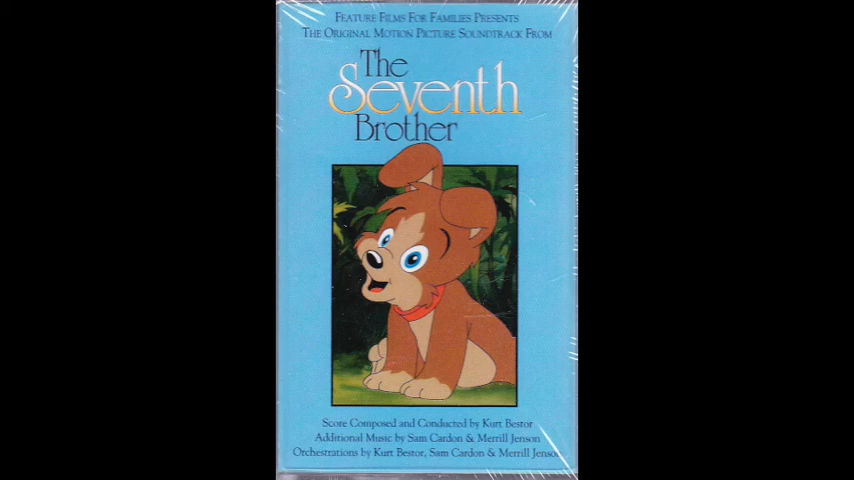 FEATURE FILMS FOR FAMILIES PRESENTS
THE ORIGINAL MOTION PICTURE SOUNDTRACK FROM
The
Seventh
Brother
SCORE COMPOSED AND CONDUCTED BY KURT BESTOR
ADDITIONAL MUSIC BY SAM CARDON & MERRILL JENSON
ORCHESTRATIONS BY KURT BESTOR, SAM CARDON & MERRILL JENSON